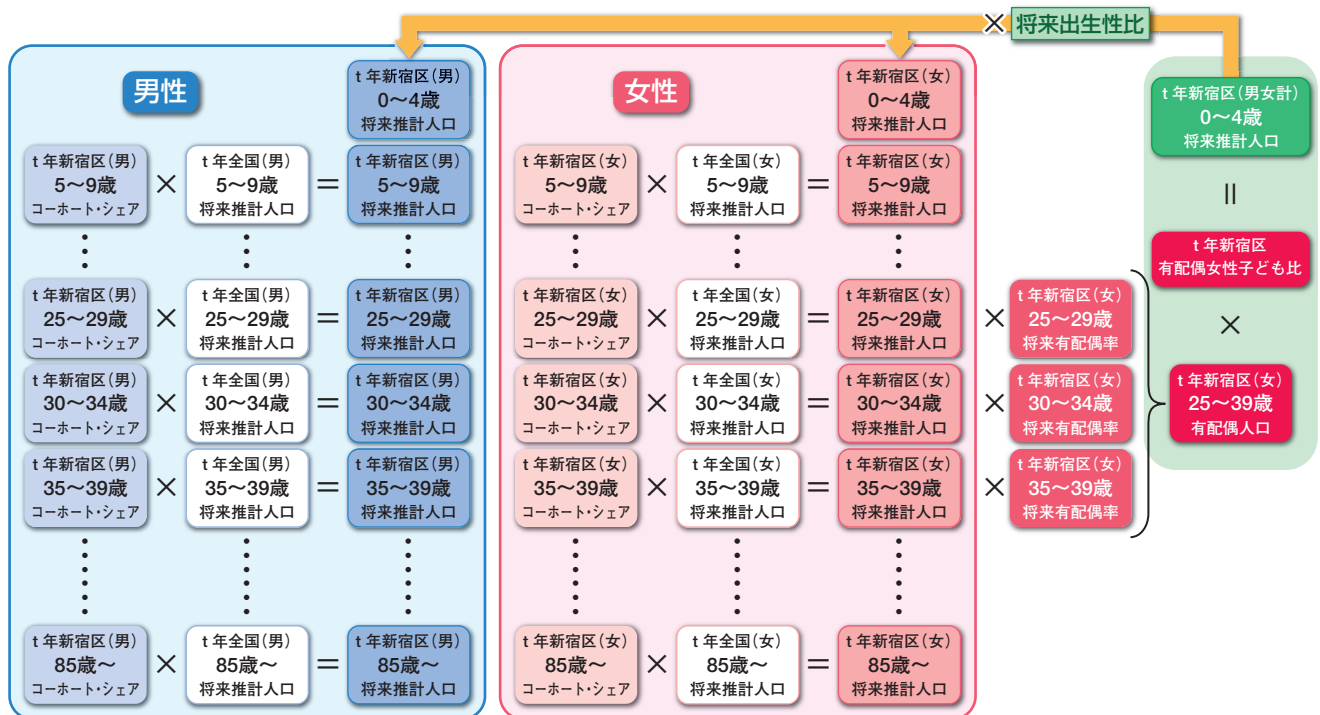 × 将来出生性比
男性
t 年新宿区(男)
0〜4歳
将来推計人口
t 年新宿区(男)
5〜9歳
コーホート・シェア
×
t 年全国(男)
5〜9歳
将来推計人口
=
t 年新宿区(男)
5〜9歳
将来推計人口
t 年新宿区(男)
25〜29歳
コーホート・シェア
×
t 年全国(男)
25〜29歳
将来推計人口
=
t 年新宿区(男)
25〜29歳
将来推計人口
t 年新宿区(男)
30〜34歳
コーホート・シェア
×
t 年全国(男)
30〜34歳
将来推計人口
=
t 年新宿区(男)
30〜34歳
将来推計人口
t 年新宿区(男)
35〜39歳
コーホート・シェア
×
t 年全国(男)
35〜39歳
将来推計人口
=
t 年新宿区(男)
35〜39歳
将来推計人口
t 年新宿区(男)
85歳〜
コーホート・シェア
×
t 年全国(男)
85歳〜
将来推計人口
=
t 年新宿区(男)
85歳〜
将来推計人口
女性
t 年新宿区(女)
0〜4歳
将来推計人口
t 年新宿区(女)
5〜9歳
コーホート・シェア
×
t 年全国(女)
5〜9歳
将来推計人口
=
t 年新宿区(女)
5〜9歳
将来推計人口
t 年新宿区(女)
25〜29歳
コーホート・シェア
×
t 年全国(女)
25〜29歳
将来推計人口
=
t 年新宿区(女)
25〜29歳
将来推計人口
×
t 年新宿区(女)
25〜29歳
将来有配偶率
t 年新宿区(女)
30〜34歳
コーホート・シェア
×
t 年全国(女)
30〜34歳
将来推計人口
=
t 年新宿区(女)
30〜34歳
将来推計人口
×
t 年新宿区(女)
30〜34歳
将来有配偶率
t 年新宿区(女)
35〜39歳
コーホート・シェア
×
t 年全国(女)
35〜39歳
将来推計人口
=
t 年新宿区(女)
35〜39歳
将来推計人口
×
t 年新宿区(女)
35〜39歳
将来有配偶率
t 年新宿区(女)
85歳〜
コーホート・シェア
×
t 年全国(女)
85歳〜
将来推計人口
=
t 年新宿区(女)
85歳〜
将来推計人口
t 年新宿区(男女計)
0〜4歳
将来推計人口
=
t 年新宿区
有配偶女性子ども比
×
t 年新宿区(女)
25〜39歳
有配偶人口